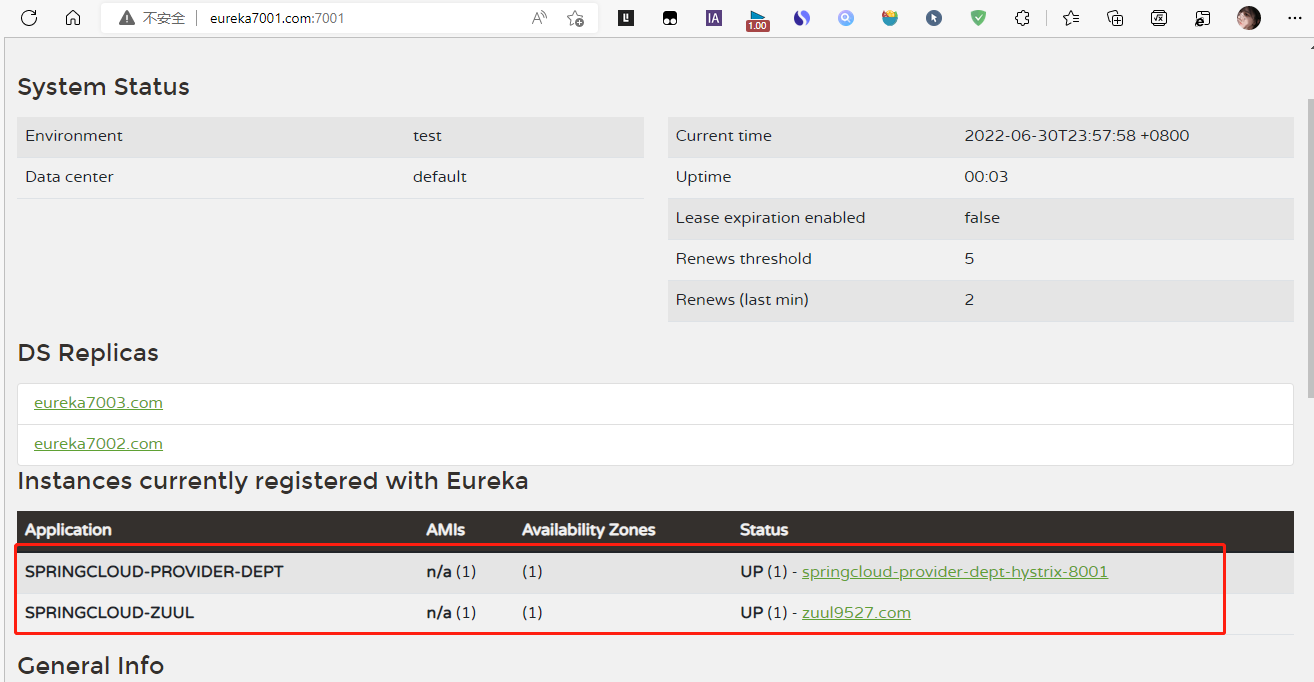 不安全 eureka7001.com:7001
1.00
System Status
Environment test
Data center default
Current time 2022-06-30T23:57:58 +0800
Uptime 00:03
Lease expiration enabled false
Renews threshold 5
Renews (last min) 2
DS Replicas
eureka7003.com
eureka7002.com
Instances currently registered with Eureka
Application AMIs Availability Zones Status
SPRINGCLOUD-PROVIDER-DEPT n/a (1) (1) UP (1) - springcloud-provider-dept-hystrix-8001
SPRINGCLOUD-ZUUL n/a (1) (1) UP (1) - zuul9527.com
General Info